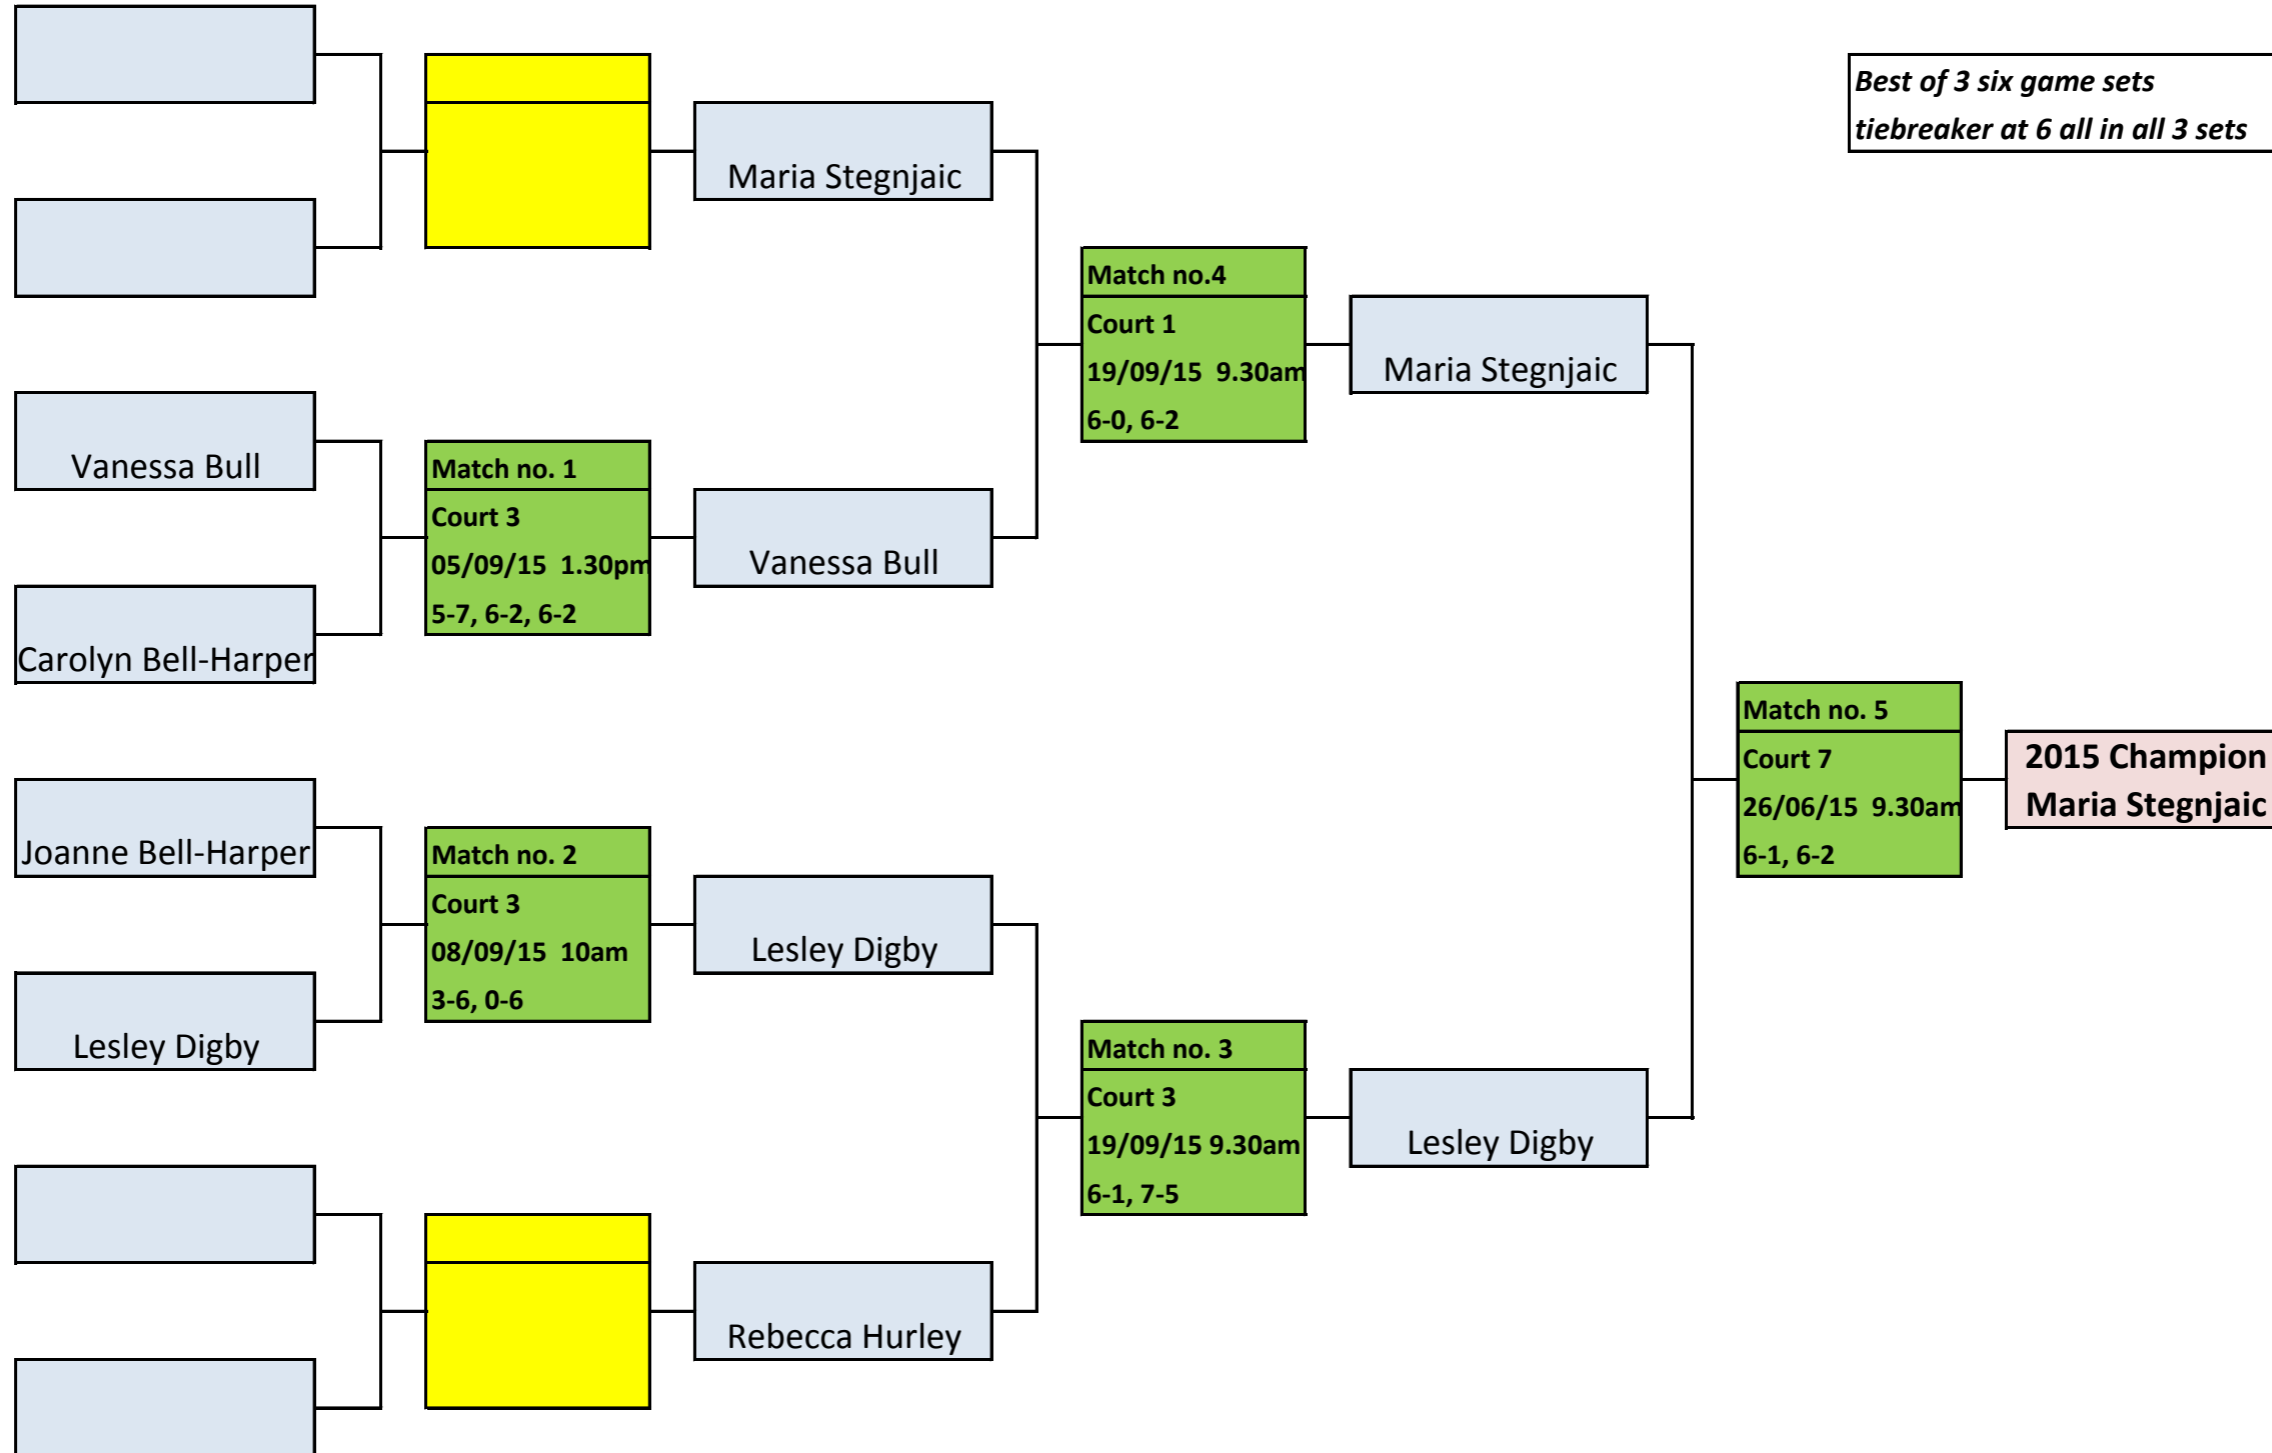 Best of 3 six game sets
tiebreaker at 6 all in all 3 sets
Maria Stegnjaic
Vanessa Bull
Carolyn Bell-Harper
Match no. 1
Court 3
05/09/15  1.30pm
5-7, 6-2, 6-2
Vanessa Bull
Match no.4
Court 1
19/09/15  9.30am
6-0, 6-2
Maria Stegnjaic
Joanne Bell-Harper
Lesley Digby
Match no. 2
Court 3
08/09/15  10am
3-6, 0-6
Lesley Digby
Rebecca Hurley
Match no. 3
Court 3
19/09/15 9.30am
6-1, 7-5
Lesley Digby
Match no. 5
Court 7
26/06/15  9.30am
6-1, 6-2
2015 Champion
Maria Stegnjaic